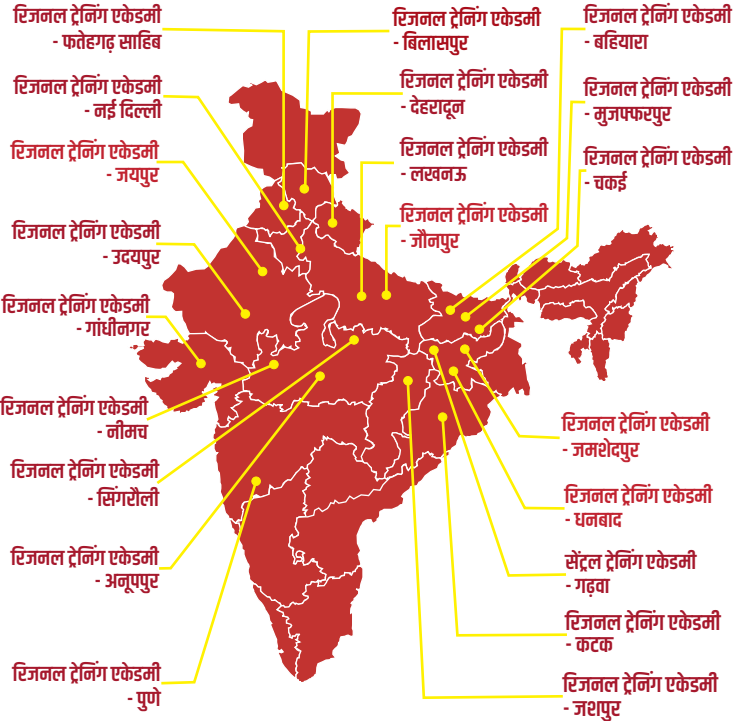 रिजनल ट्रेनिंग एकेडमी
- फतेहगढ़ साहिब
रिजनल ट्रेनिंग एकेडमी
- नई दिल्ली
रिजनल ट्रेनिंग एकेडमी
- जयपुर
रिजनल ट्रेनिंग एकेडमी
- उदयपुर
रिजनल ट्रेनिंग एकेडमी
- गांधीनगर
रिजनल ट्रेनिंग एकेडमी
- नीमच
रिजनल ट्रेनिंग एकेडमी
- सिंगरौली
रिजनल ट्रेनिंग एकेडमी
- अनूपपुर
रिजनल ट्रेनिंग एकेडमी
- पुणे
रिजनल ट्रेनिंग एकेडमी
- बिलासपुर
रिजनल ट्रेनिंग एकेडमी
- देहरादून
रिजनल ट्रेनिंग एकेडमी
- लखनऊ
रिजनल ट्रेनिंग एकेडमी
- जौनपुर
रिजनल ट्रेनिंग एकेडमी
- बहियारा
रिजनल ट्रेनिंग एकेडमी
- मुजफ्फरपुर
रिजनल ट्रेनिंग एकेडमी
- चकई
रिजनल ट्रेनिंग एकेडमी
- जमशेदपुर
रिजनल ट्रेनिंग एकेडमी
- धनबाद
सेंट्रल ट्रेनिंग एकेडमी
- गढ़वा
रिजनल ट्रेनिंग एकेडमी
- कटक
रिजनल ट्रेनिंग एकेडमी
- जशपुर